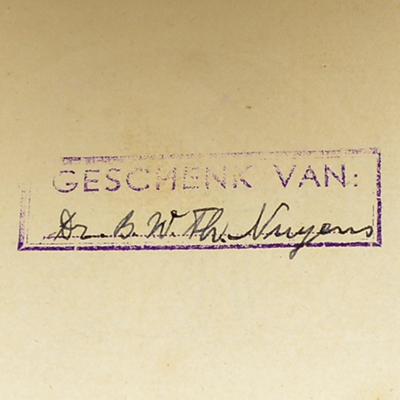 GESCHENK VAN:
Dr. B. W. Th. Nuyens